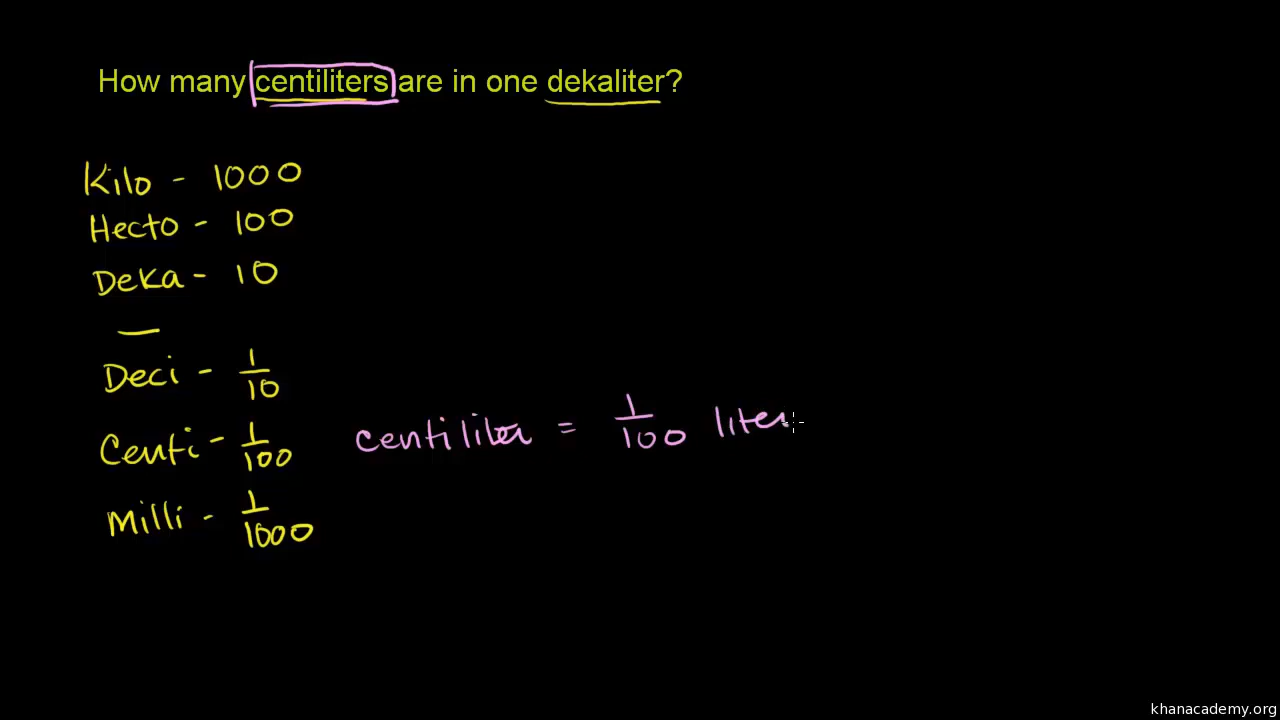 How many centiliters are in one dekaliter?
Kilo - 1000
Hecto - 100
Deka - 10
Deci - 1/10
Centi - 1/100 centiliter = 1/100 liter
Milli - 1/1000
khanacademy.org